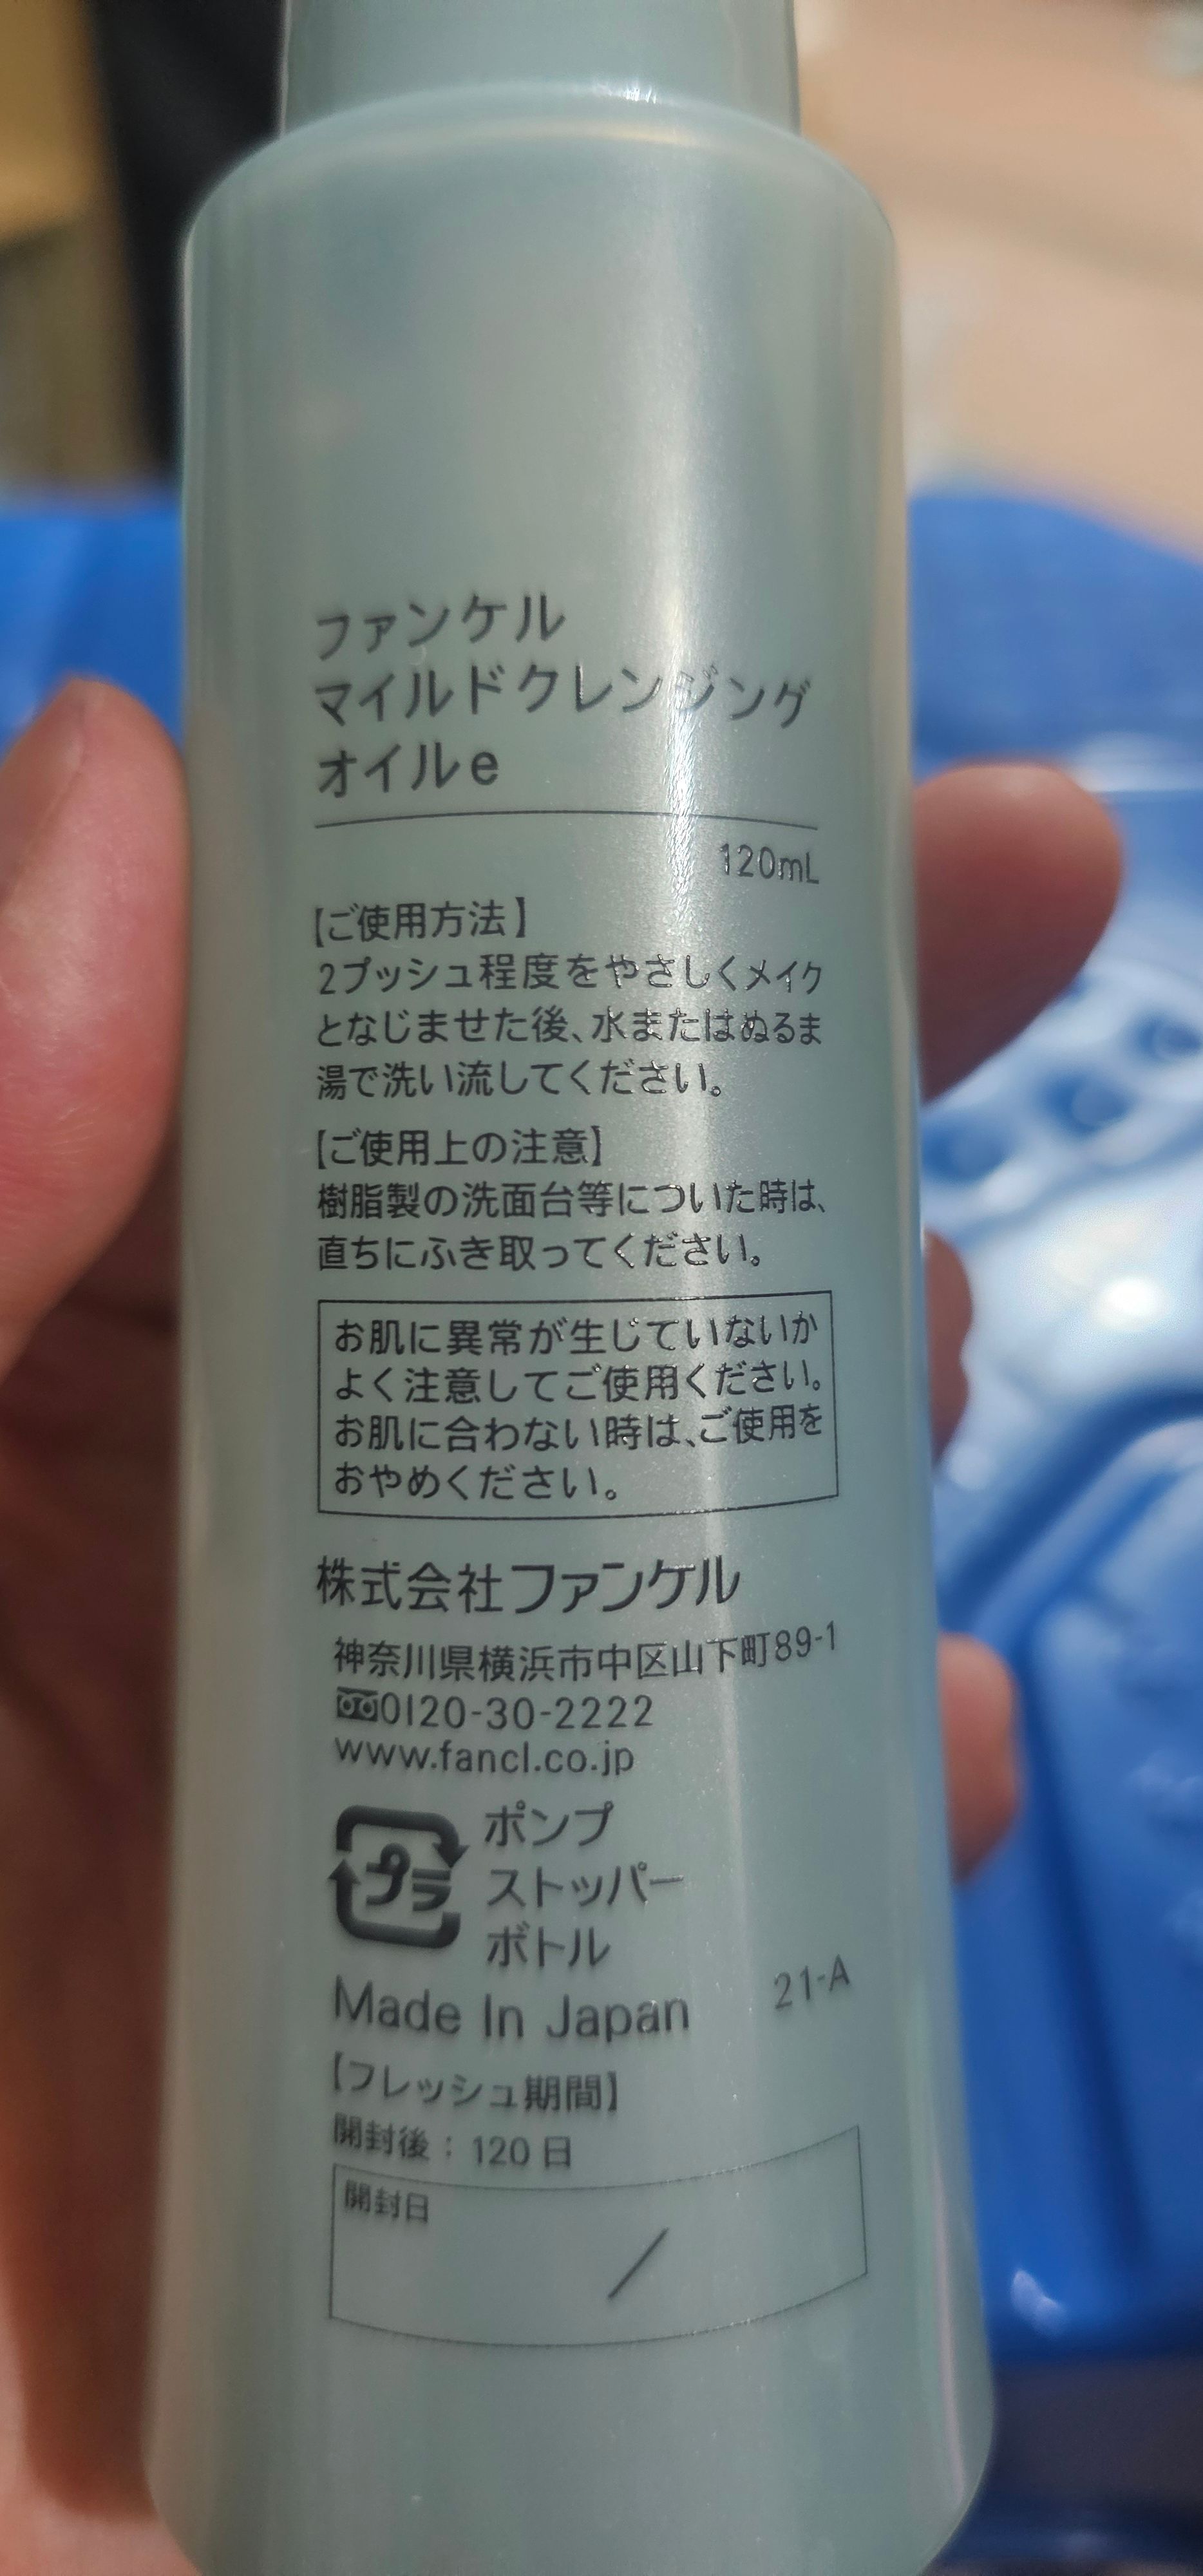 ファンケル
マイルドクレンジング
オイルe
120mL
【ご使用方法】
2プッシュ程度をやさしくメイク
となじませた後、水またはぬるま
湯で洗い流してください。
【ご使用上の注意】
樹脂製の洗面台等についた時は、
直ちにふき取ってください。
お肌に異常が生じていないか
よく注意してご使用ください。
お肌に合わない時は、ご使用を
おやめください。
株式会社ファンケル
神奈川県横浜市中区山下町89-1
0120-30-2222
www.fancl.co.jp
プラ
ポンプ
ストッパー
ボトル
Made In Japan
21-A
【フレッシュ期間】
開封後：120日
開封日
／